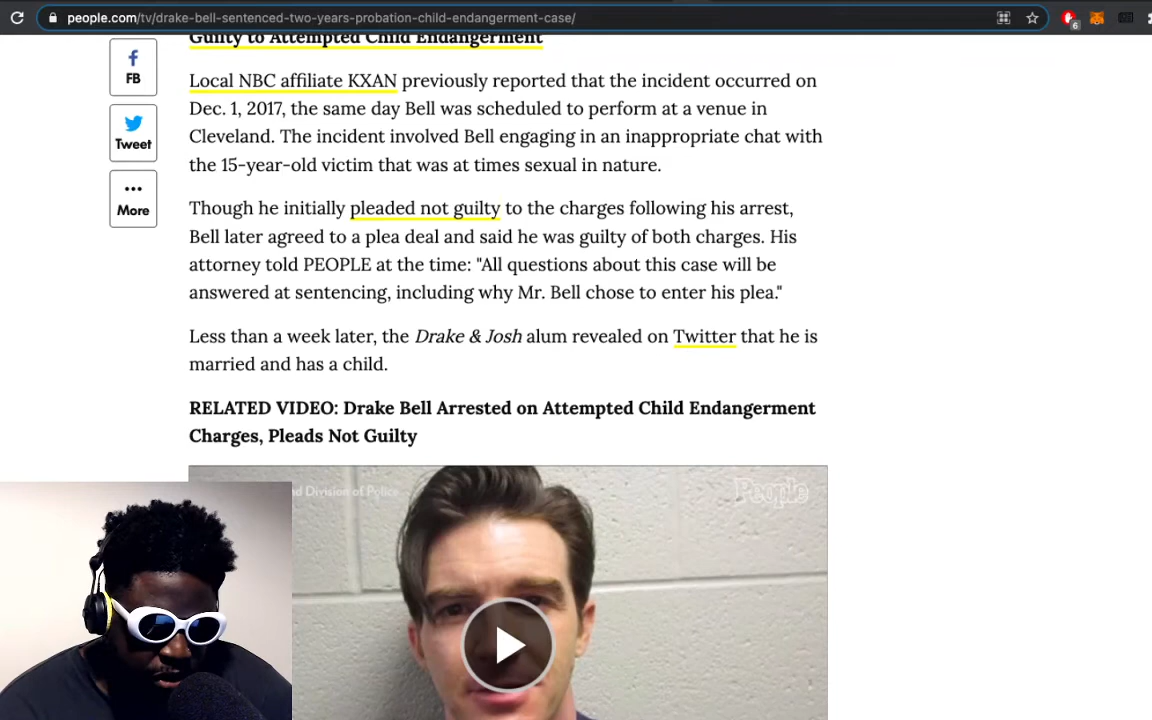 people.com/tv/drake-bell-sentenced-two-years-probation-child-endangerment-case/
6
Guilty to Attempted Child Endangerment
FB
Tweet
More
Local NBC affiliate KXAN previously reported that the incident occurred on
Dec. 1, 2017, the same day Bell was scheduled to perform at a venue in
Cleveland. The incident involved Bell engaging in an inappropriate chat with
the 15-year-old victim that was at times sexual in nature.
Though he initially pleaded not guilty to the charges following his arrest,
Bell later agreed to a plea deal and said he was guilty of both charges. His
attorney told PEOPLE at the time: "All questions about this case will be
answered at sentencing, including why Mr. Bell chose to enter his plea."
Less than a week later, the Drake & Josh alum revealed on Twitter that he is
married and has a child.
RELATED VIDEO: Drake Bell Arrested on Attempted Child Endangerment
Charges, Pleads Not Guilty
nd Division of Police
People